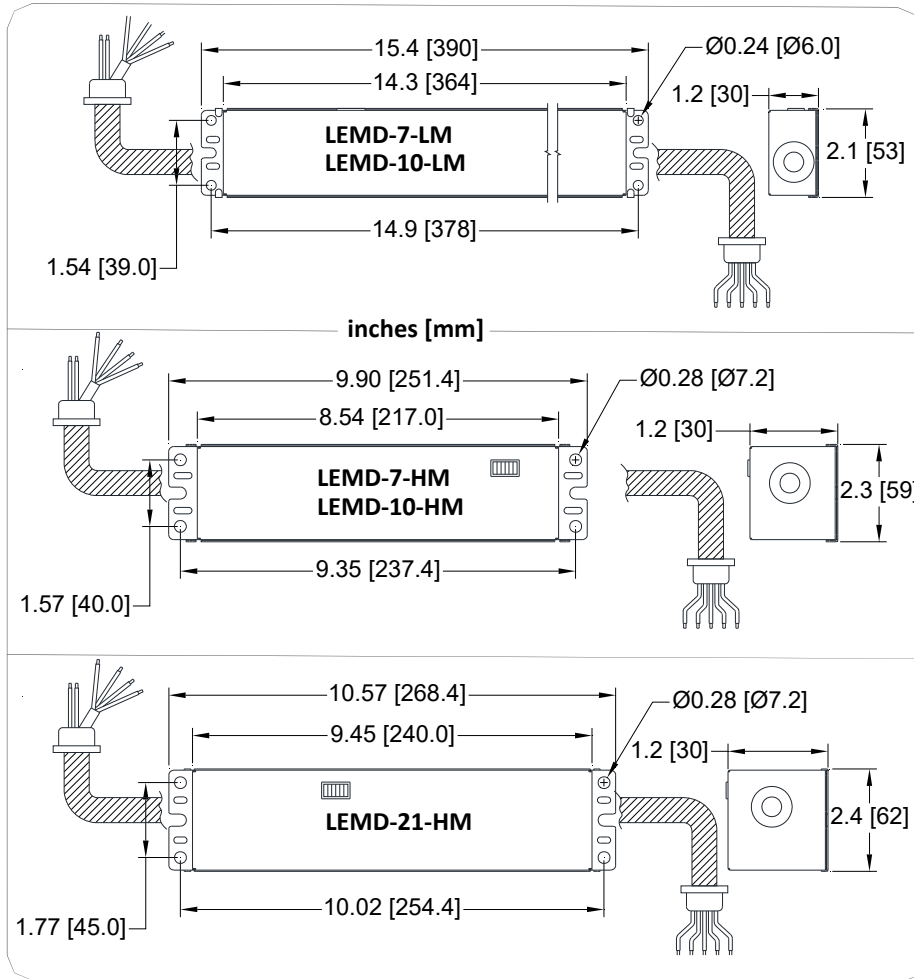 15.4 [390]
Ø0.24 [Ø6.0]
14.3 [364]
1.2 [30]
LEMD-7-LM
LEMD-10-LM
2.1 [53]
14.9 [378]
1.54 [39.0]
inches [mm]
9.90 [251.4]
Ø0.28 [Ø7.2]
8.54 [217.0]
1.2 [30]
LEMD-7-HM
LEMD-10-HM
2.3 [59]
9.35 [237.4]
1.57 [40.0]
10.57 [268.4]
Ø0.28 [Ø7.2]
9.45 [240.0]
1.2 [30]
LEMD-21-HM
2.4 [62]
10.02 [254.4]
1.77 [45.0]